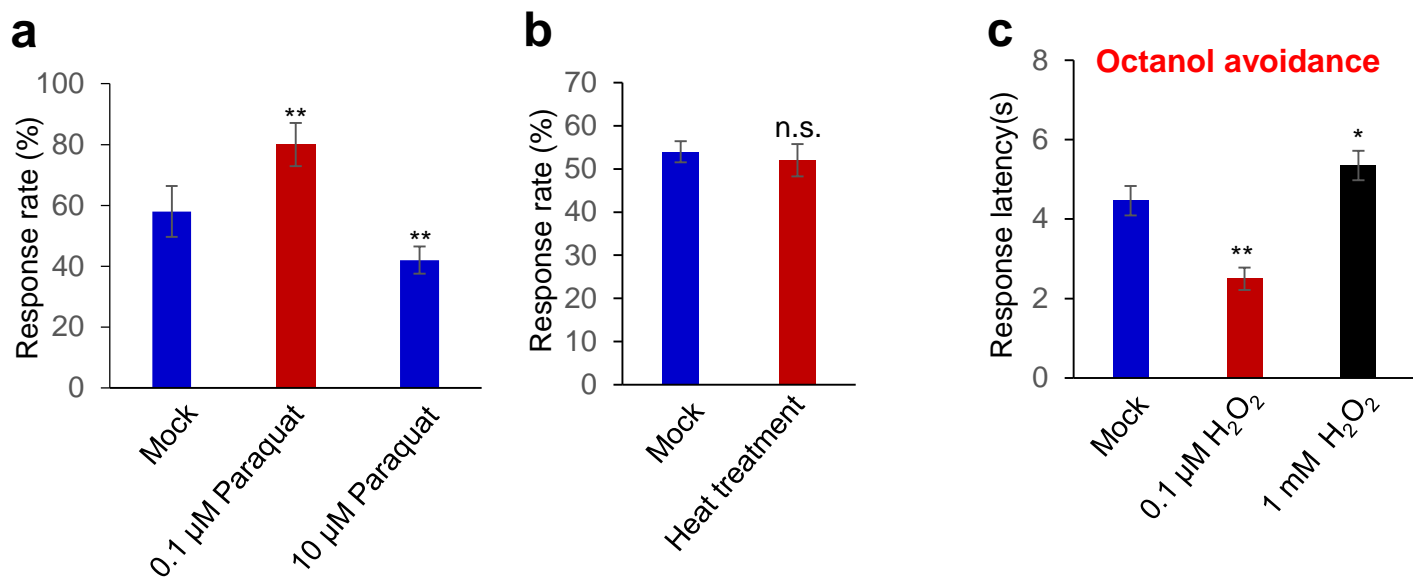 a
Response rate (%)
100
80
60
40
20
0
**
**
Mock
0.1 µM Paraquat
10 µM Paraquat
b
Response rate (%)
70
60
50
40
30
20
10
0
n.s.
Mock
Heat treatment
c
Octanol avoidance
Response latency(s)
8
6
4
2
0
**
*
Mock
0.1 µM H₂O₂
1 mM H₂O₂